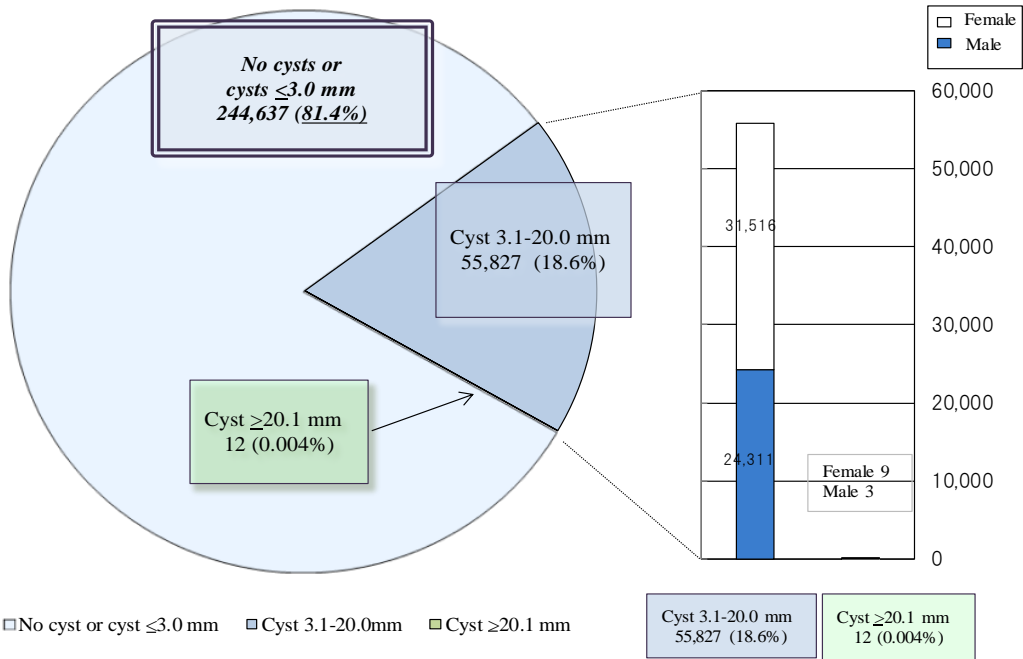 No cysts or
cysts ≤3.0 mm
244,637 (81.4%)
Cyst 3.1-20.0 mm
55,827 (18.6%)
Cyst ≥20.1 mm
12 (0.004%)
No cyst or cyst ≤3.0 mm
Cyst 3.1-20.0mm
Cyst ≥20.1 mm
Female
Male
60,000
50,000
40,000
30,000
20,000
10,000
0
31,516
24,311
Female 9
Male 3
Cyst 3.1-20.0 mm
55,827 (18.6%)
Cyst ≥20.1 mm
12 (0.004%)